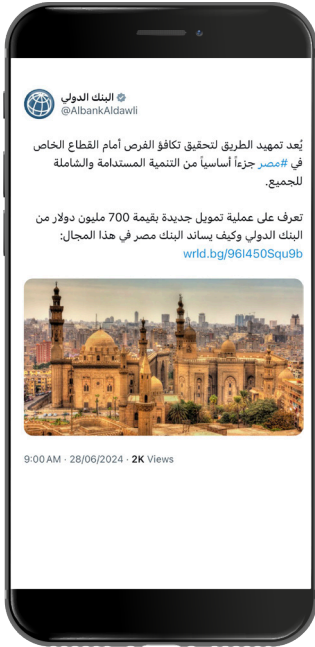 البنك الدولي
@AlbankAldawli
يُعد تمهيد الطريق لتحقيق تكافؤ الفرص أمام القطاع الخاص
في #مصر جزءاً أساسياً من التنمية المستدامة والشاملة
للجميع.
تعرف على عملية تمويل جديدة بقيمة 700 مليون دولار من
البنك الدولي وكيف يساند البنك مصر في هذا المجال:
wrld.bg/96I450Squ9b
9:00 AM · 28/06/2024 · 2K Views